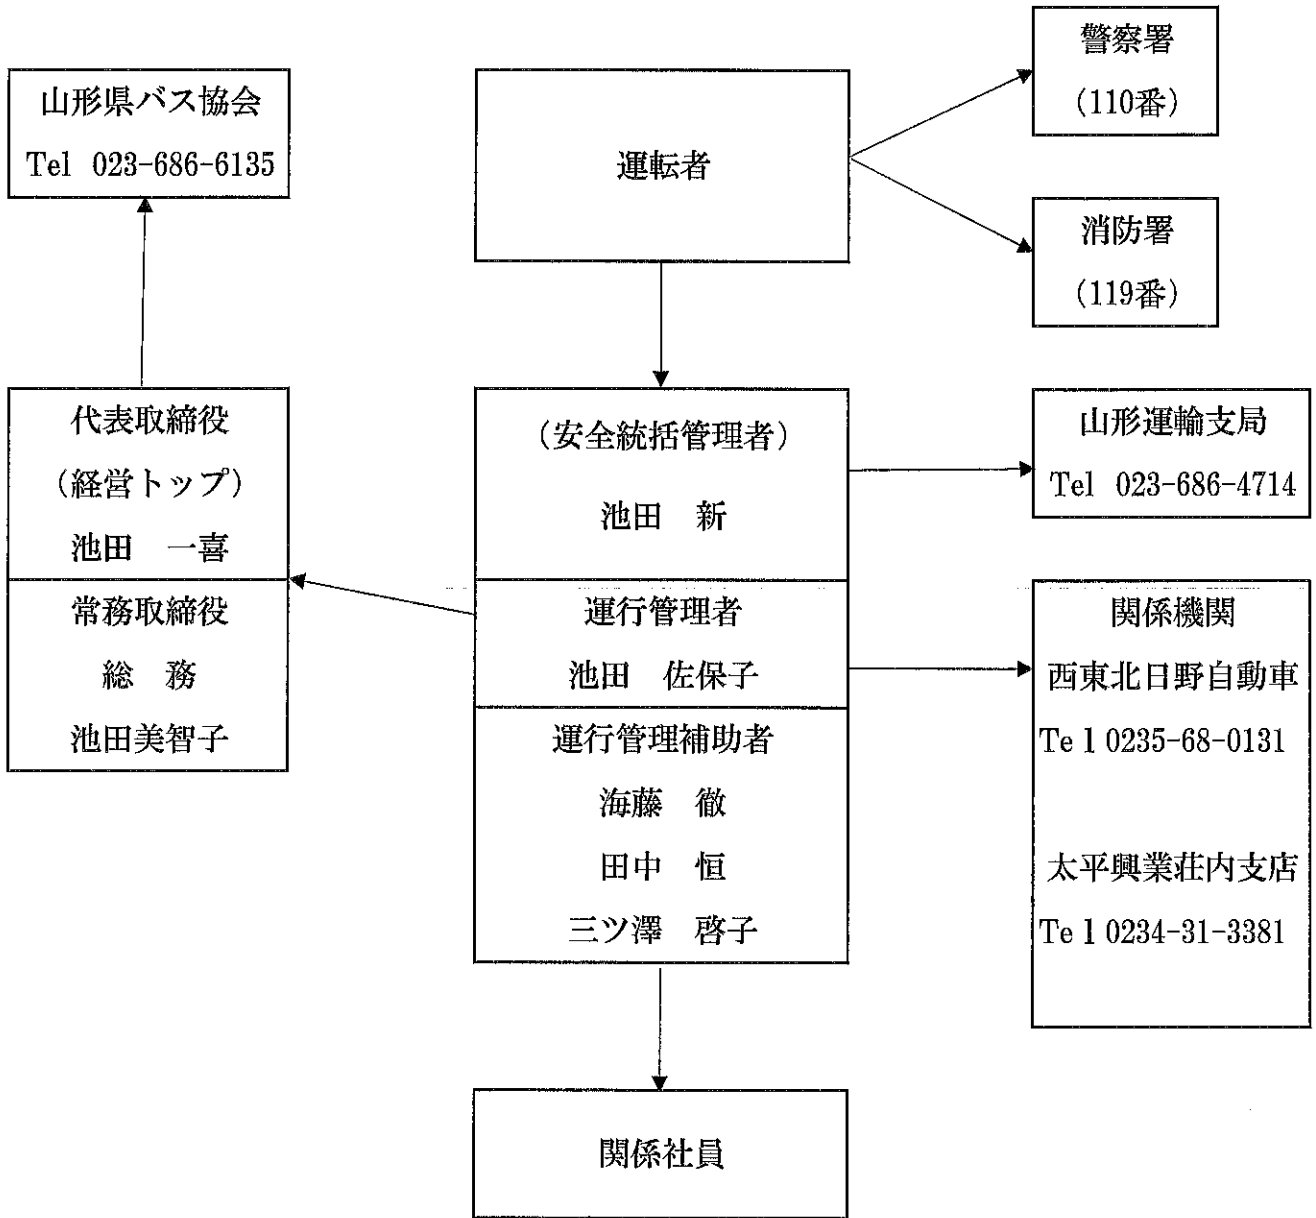 警察署
（110番）
山形県バス協会
Tel 023-686-6135
運転者
消防署
（119番）
代表取締役
（経営トップ）
池田 一喜
常務取締役
総 務
池田美智子
（安全統括管理者）
池田 新
運行管理者
池田 佐保子
運行管理補助者
海藤 徹
田中 恒
三ツ澤 啓子
山形運輸支局
Tel 023-686-4714
関係機関
西東北日野自動車
Tel 0235-68-0131
太平興業荘内支店
Tel 0234-31-3381
関係社員